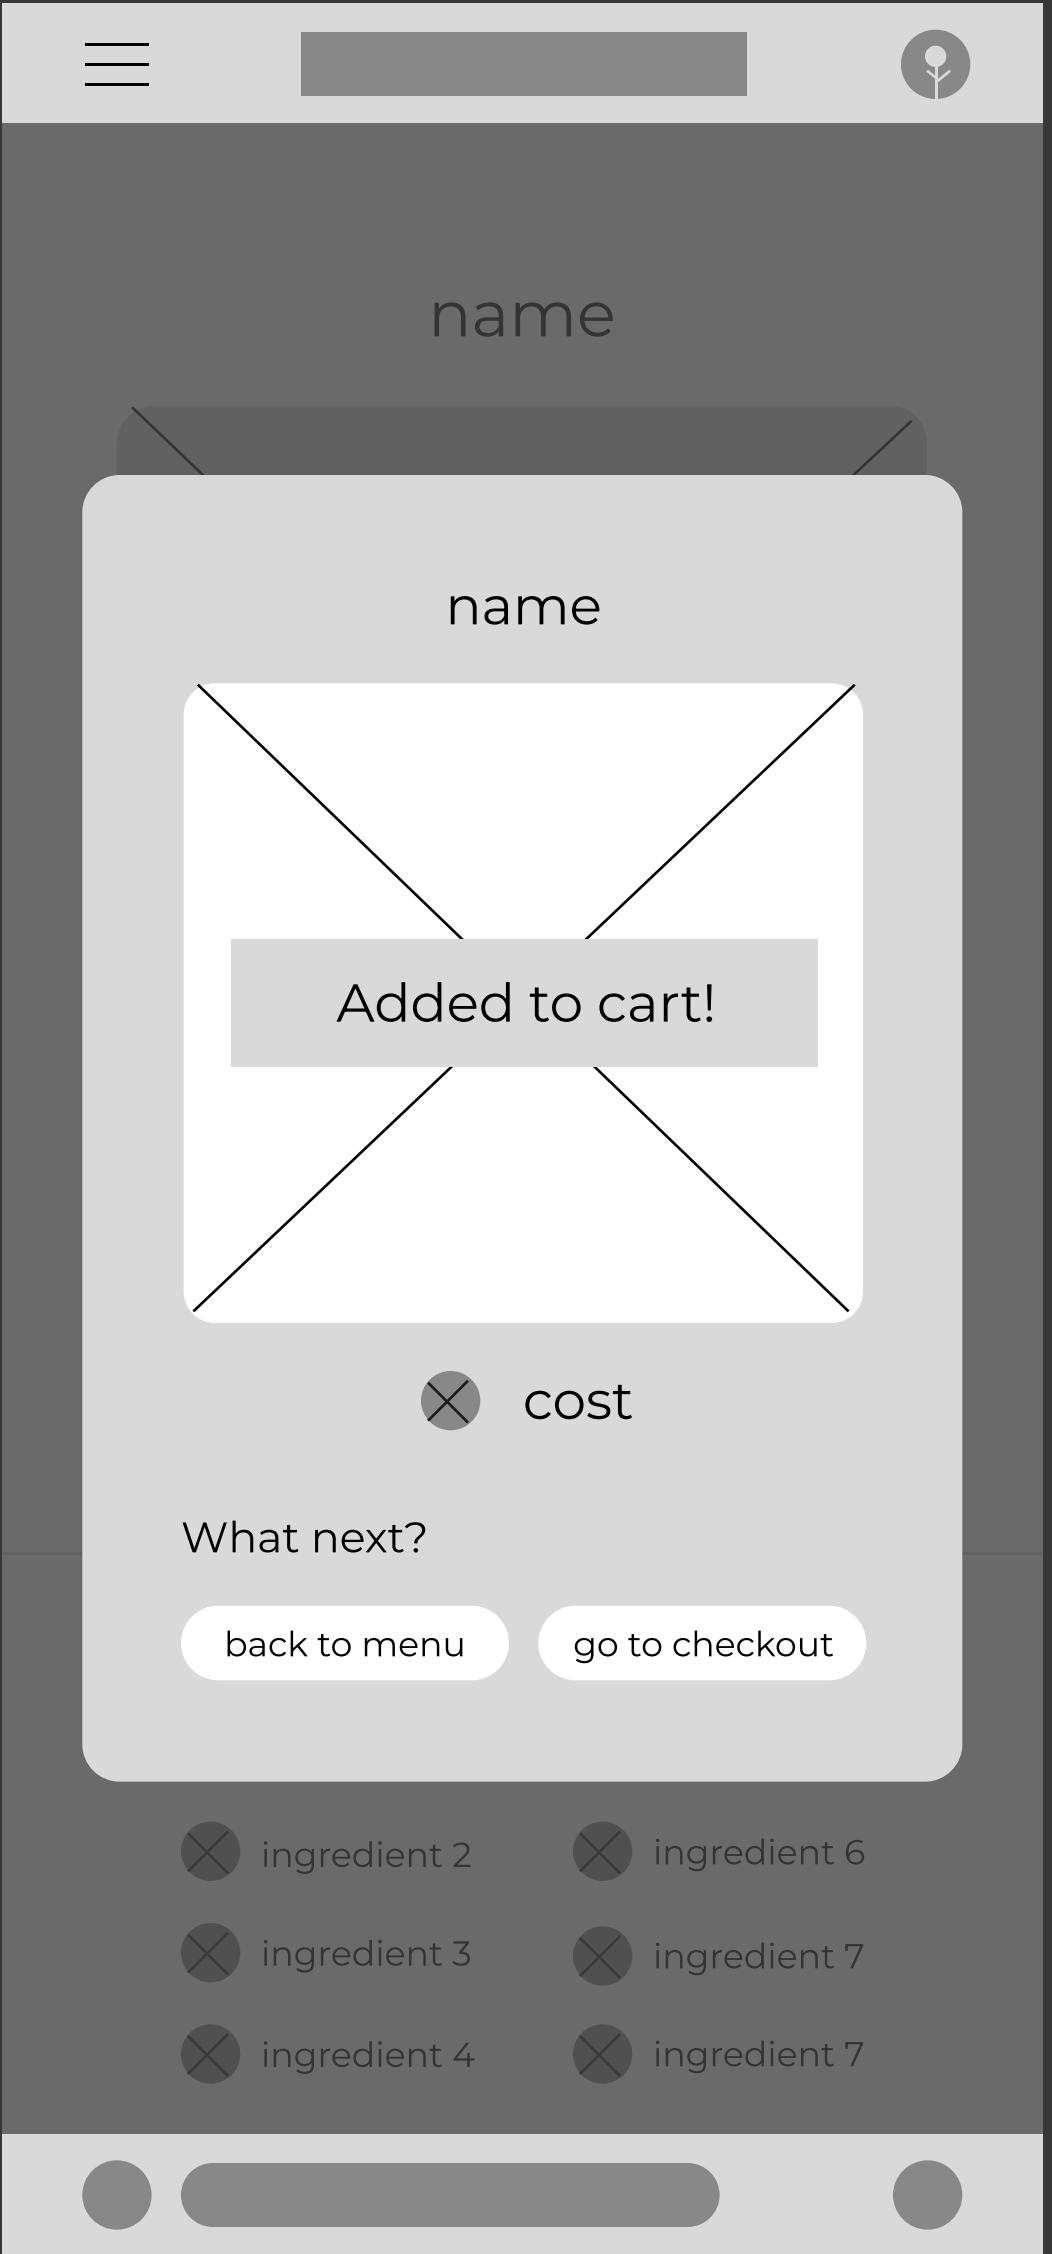 name
name
Added to cart!
cost
What next?
back to menu
go to checkout
ingredient 2
ingredient 6
ingredient 3
ingredient 7
ingredient 4
ingredient 7